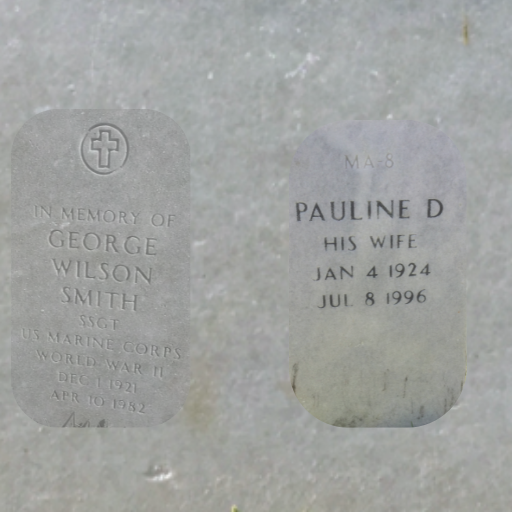 IN MEMORY OF
GEORGE
WILSON
SMITH
SSGT
US MARINE CORPS
WORLD WAR II
DEC 1 1921
APR 10 1982
MA-8
PAULINE D
HIS WIFE
JAN 4 1924
JUL 8 1996